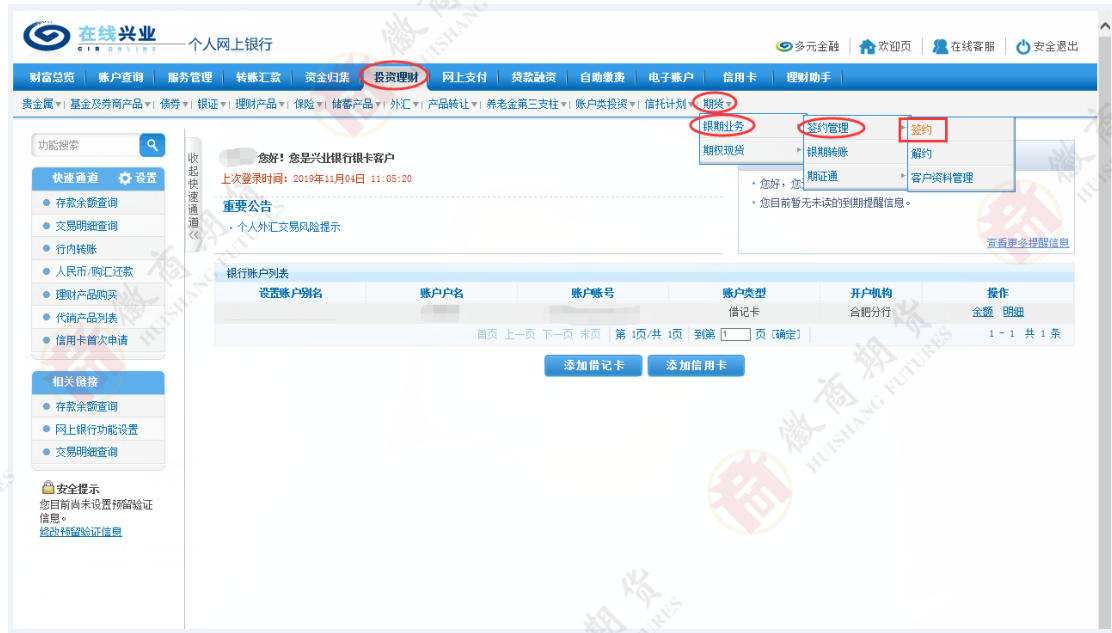 在线兴业 个人网上银行
CIB ONLINE
多元金融 欢迎页 在线客服 安全退出
财富总览 账户查询 服务管理 转账汇款 资金归集 投资理财 网上支付 贷款融资 自助缴费 电子账户 信用卡 理财助手
贵金属 基金及券商产品 债券 银证 理财产品 保险 储蓄产品 外汇 产品转让 养老金第三支柱 账户类投资 信托计划 期货
银期业务 签约管理 签约
期权现货 银期转账 解约
期证通 客户资料管理
功能搜索
快速通道 设置
存款余额查询
交易明细查询
行内转账
人民币/购汇还款
理财产品购买
代销产品列表
信用卡首次申请
相关链接
存款余额查询
网上银行功能设置
交易明细查询
安全提示
您目前尚未设置预留验证
信息。
修改预留验证信息
收起快速通道<<
您好！您是兴业银行银卡客户
上次登录时间：2019年11月04日 11:05:20
重要公告
· 个人外汇交易风险提示
· 您好，您
· 您目前暂无未读的到期提醒信息。
查看更多提醒信息
银行账户列表
设置账户别名 账户户名 账户账号 账户类型 开户机构 操作
借记卡 合肥分行 余额 明细
首页 上一页 下一页 末页 第 1页/共 1页 到第 1 页 [确定] 1 - 1 共 1 条
添加借记卡 添加信用卡
徽商期货
HUISHANG FUTURES